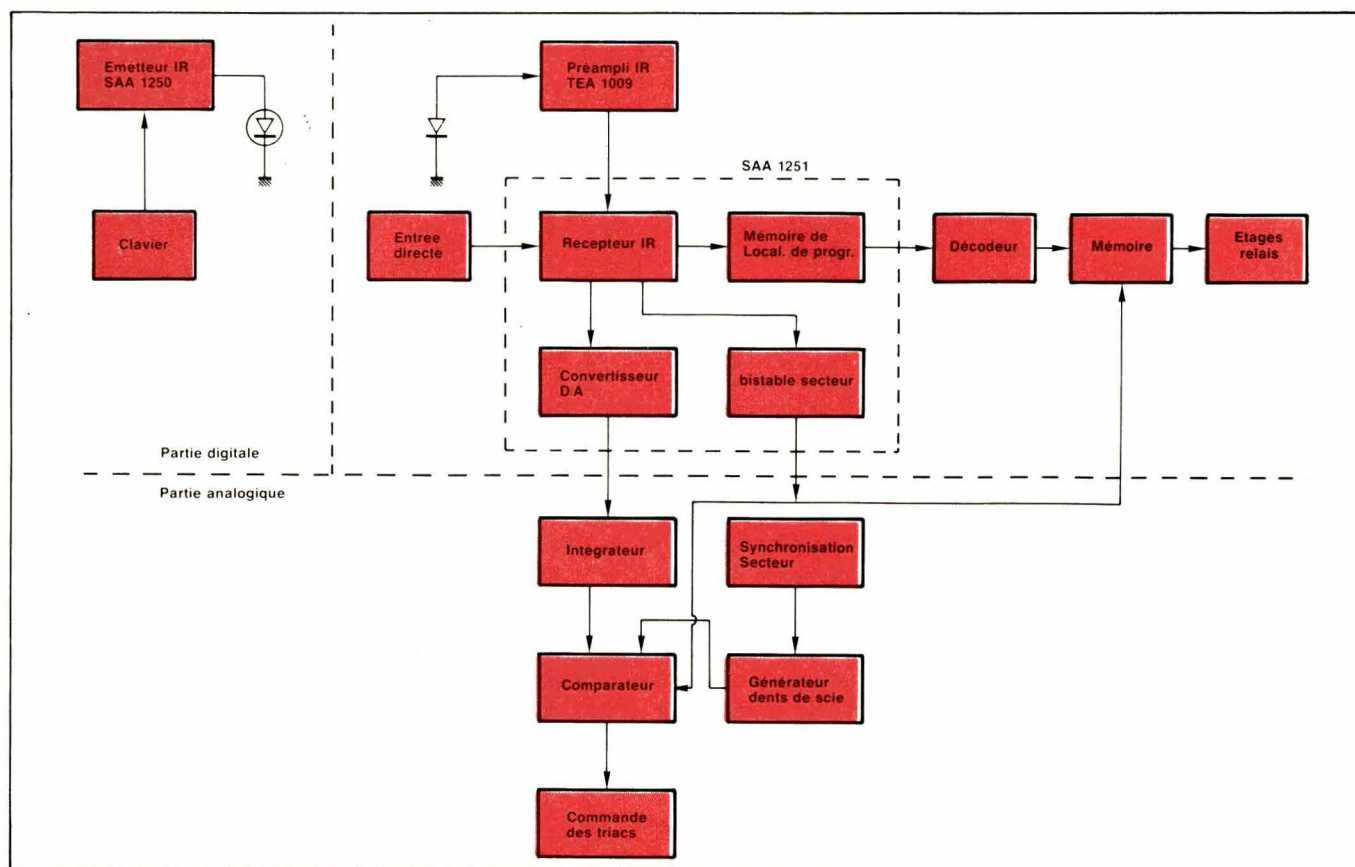 Emetteur IR
SAA 1250
Préampli IR
TEA 1009
SAA 1251
Clavier
Entree
directe
Recepteur IR
Mémoire de
Local. de progr.
Décodeur
Mémoire
Etages
relais
Convertisseur
D/A
bistable secteur
Partie digitale
Partie analogique
Intégrateur
Synchronisation
Secteur
Comparateur
Générateur
dents de scie
Commande
des triacs